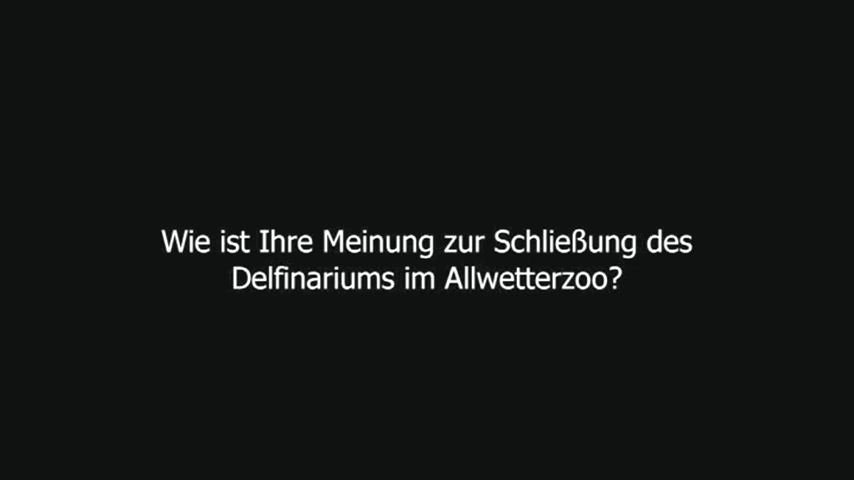 Wie ist Ihre Meinung zur Schließung des
Delfinariums im Allwetterzoo?